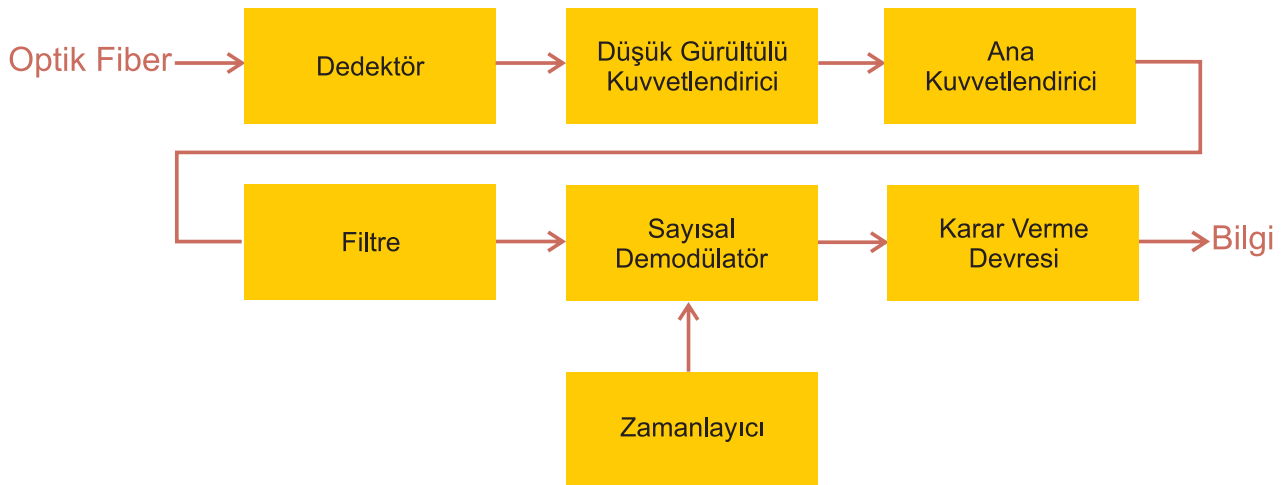 Optik Fiber
Dedektör
Düşük Gürültülü
Kuvvetlendirici
Ana
Kuvvetlendirici
Filtre
Sayısal
Demodülatör
Karar Verme
Devresi
Bilgi
Zamanlayıcı